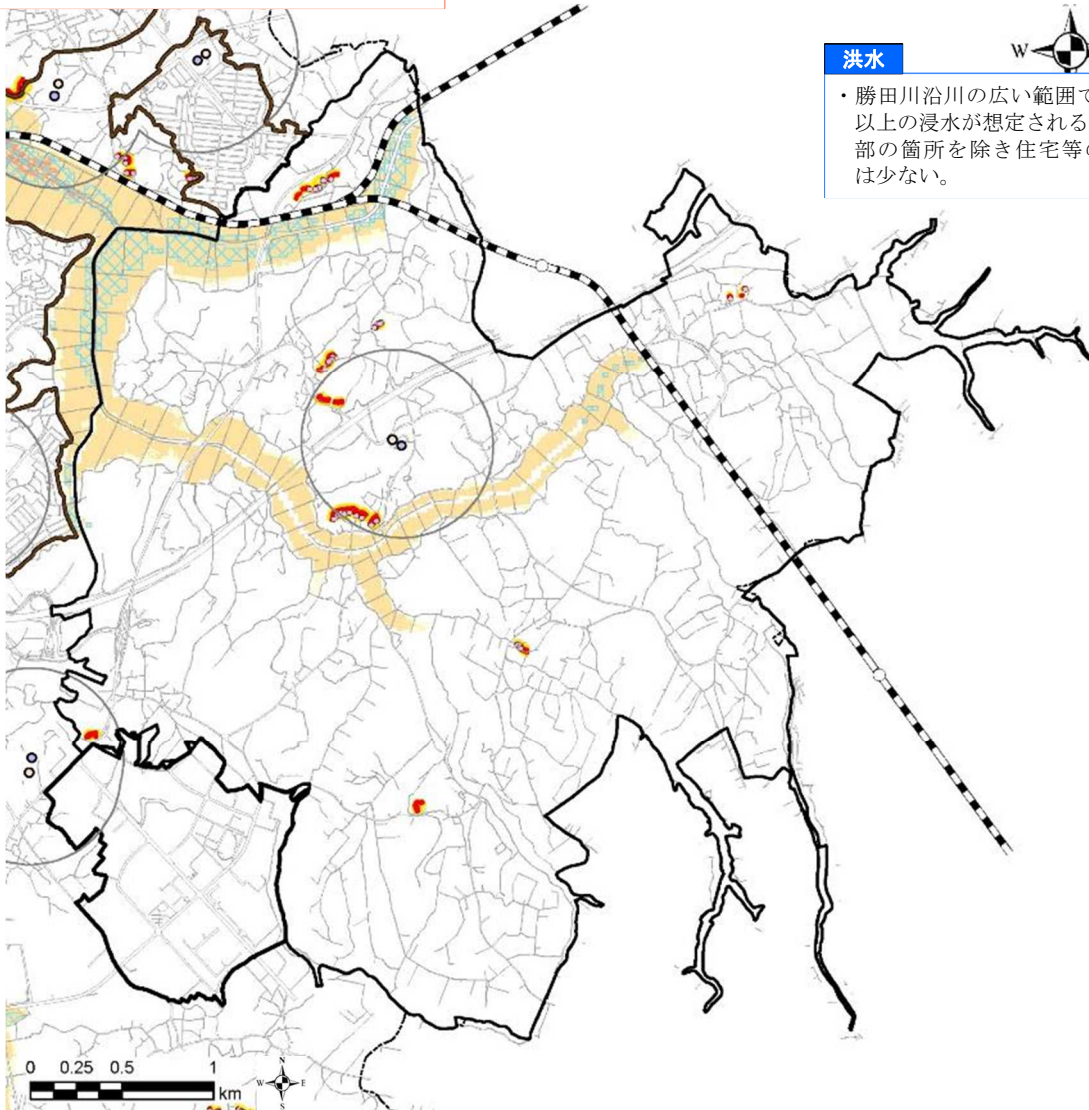 W
洪水
・勝田川沿川の広い範囲で
以上の浸水が想定される
部の箇所を除き住宅等の
は少ない。
0 0.25 0.5 1
km
N
W E
S